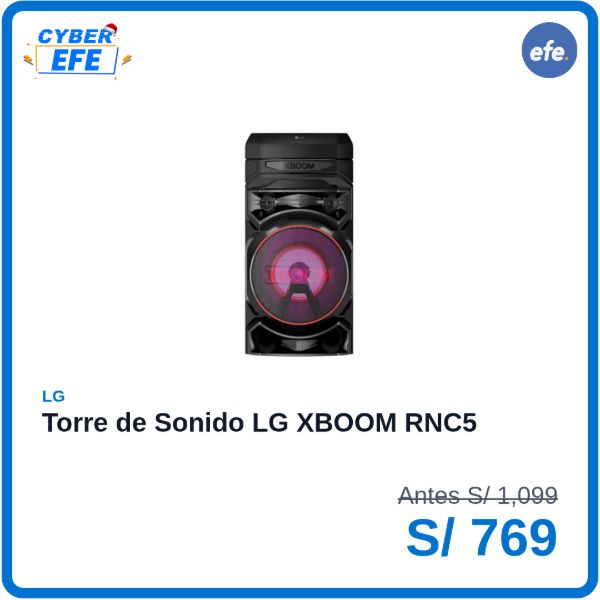 CYBER
EFE
efe.
XBOOM
LG
Torre de Sonido LG XBOOM RNC5
Antes S/ 1,099
S/ 769